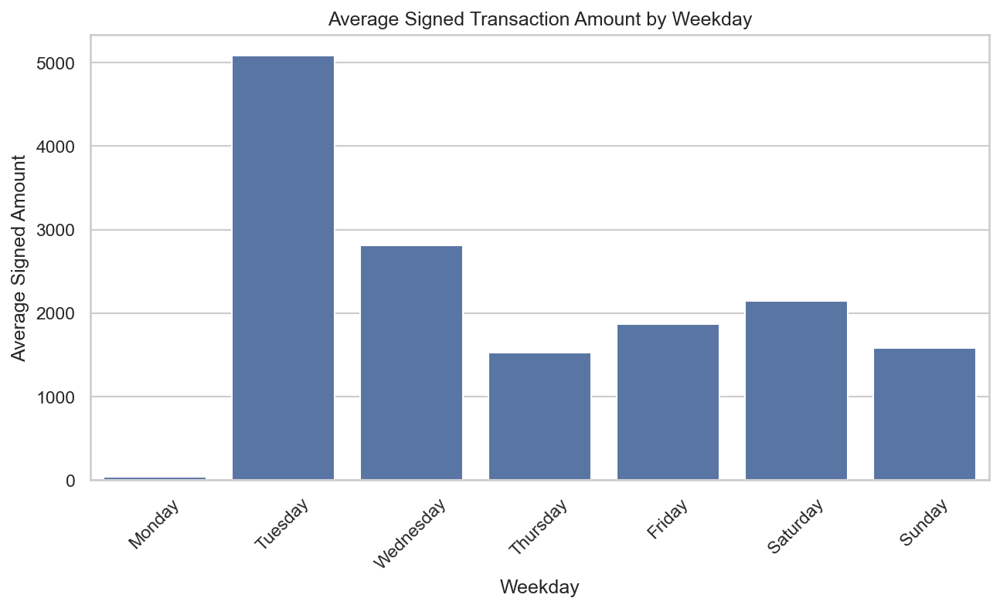 Average Signed Transaction Amount by Weekday
Average Signed Amount
5000
4000
3000
2000
1000
0
Monday
Tuesday
Wednesday
Thursday
Friday
Saturday
Sunday
Weekday